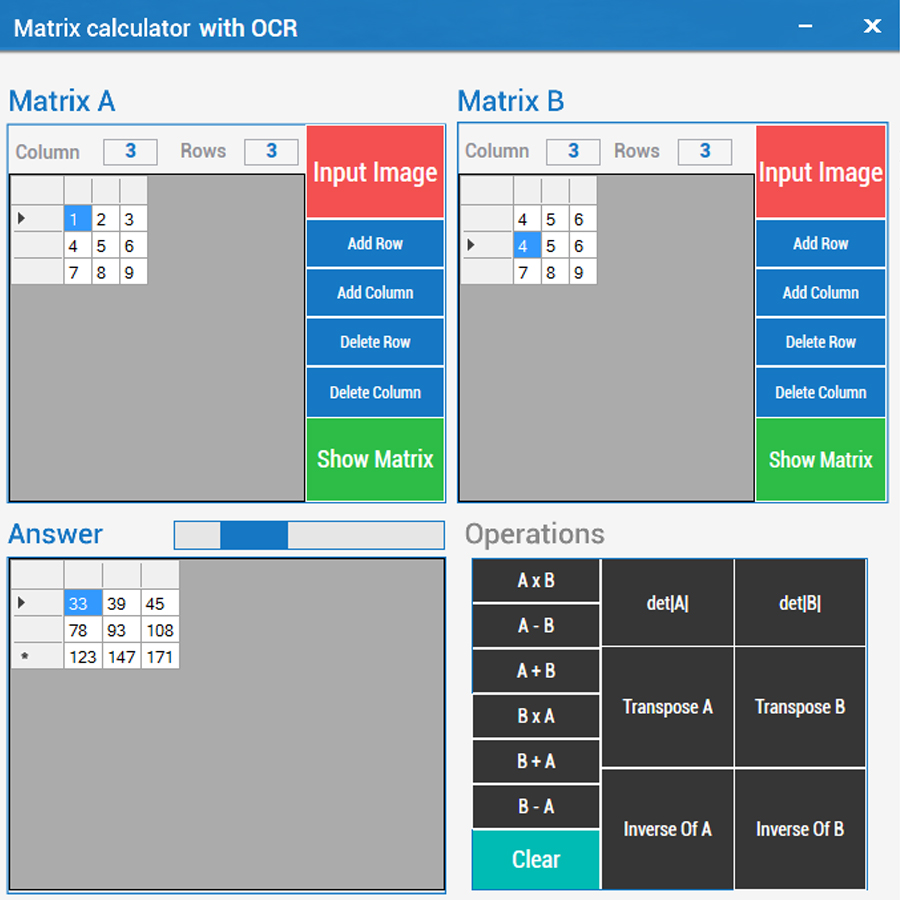 Matrix calculator with OCR
Matrix A
Column 3 Rows 3
Input Image
1 2 3
4 5 6
7 8 9
Add Row
Add Column
Delete Row
Delete Column
Show Matrix
Matrix B
Column 3 Rows 3
Input Image
4 5 6
4 5 6
7 8 9
Add Row
Add Column
Delete Row
Delete Column
Show Matrix
Answer
33 39 45
78 93 108
* 123 147 171
Operations
A x B
A - B
A + B
B x A
B + A
B - A
Clear
det|A|
det|B|
Transpose A
Transpose B
Inverse Of A
Inverse Of B